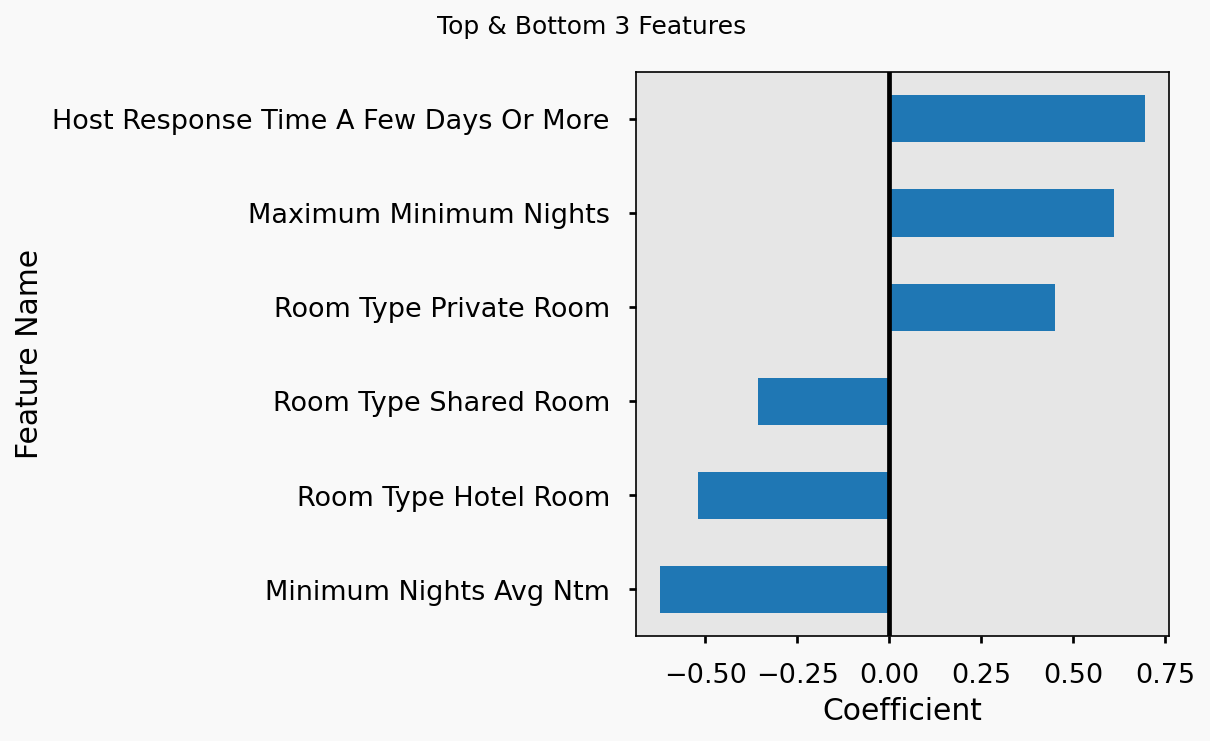 Top & Bottom 3 Features
Host Response Time A Few Days Or More
Maximum Minimum Nights
Room Type Private Room
Room Type Shared Room
Room Type Hotel Room
Minimum Nights Avg Ntm
Feature Name
−0.50 −0.25 0.00 0.25 0.50 0.75
Coefficient